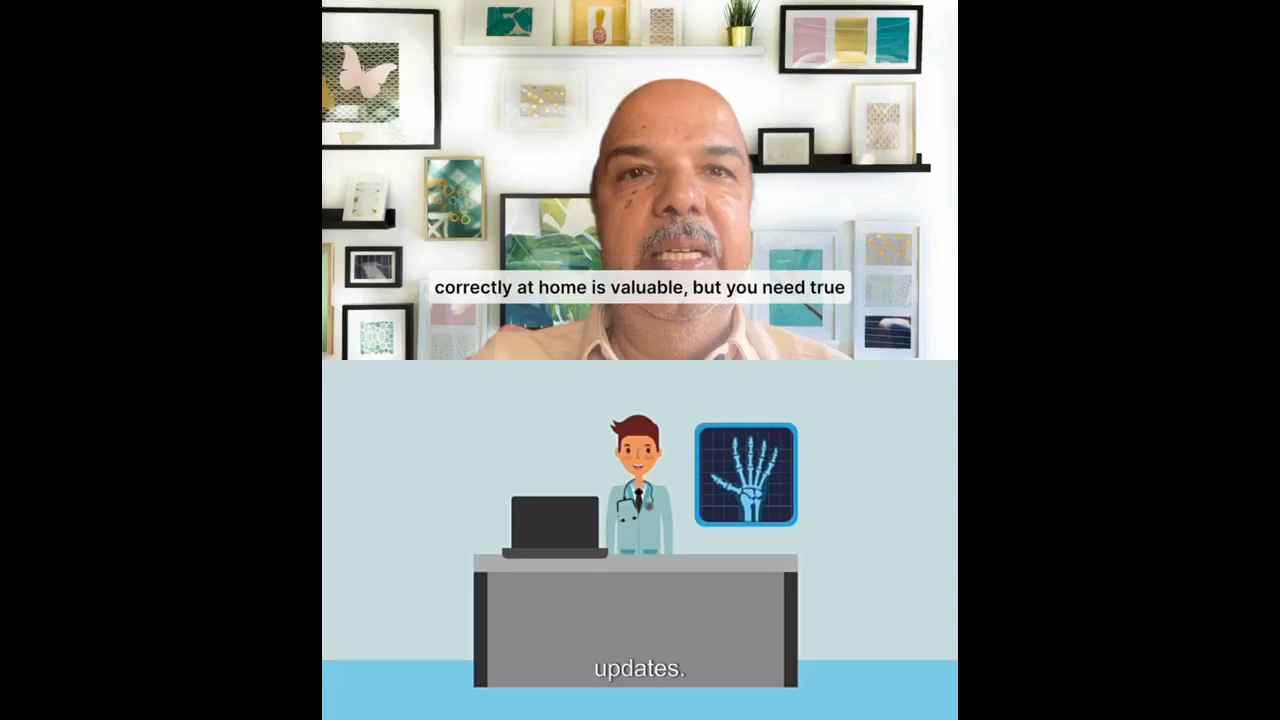 correctly at home is valuable, but you need true
updates.